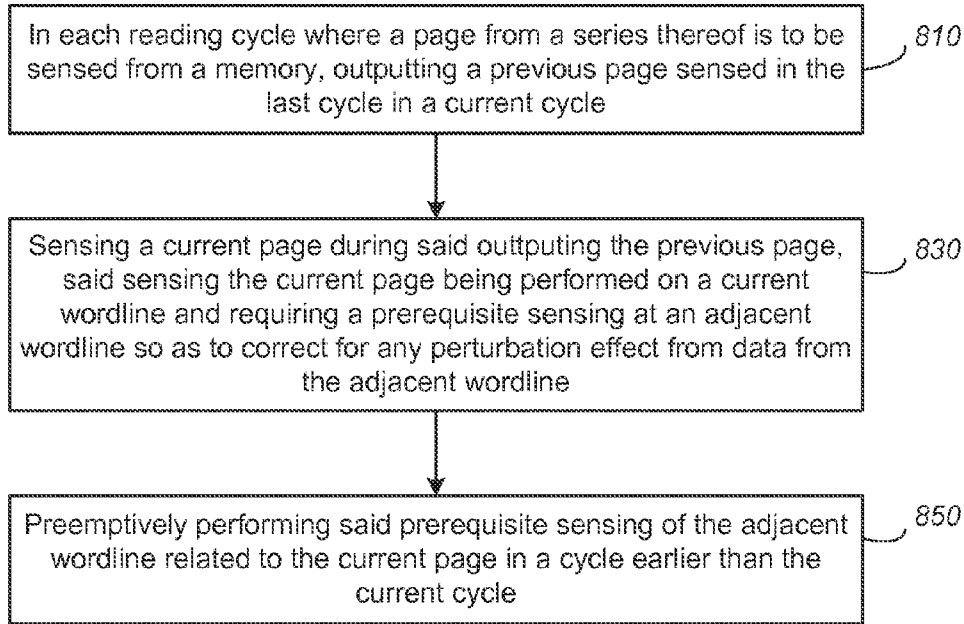 In each reading cycle where a page from a series thereof is to be
sensed from a memory, outputting a previous page sensed in the
last cycle in a current cycle
810
Sensing a current page during said outtputing the previous page,
said sensing the current page being performed on a current
wordline and requiring a prerequisite sensing at an adjacent
wordline so as to correct for any perturbation effect from data from
the adjacent wordline
830
Preemptively performing said prerequisite sensing of the adjacent
wordline related to the current page in a cycle earlier than the
current cycle
850